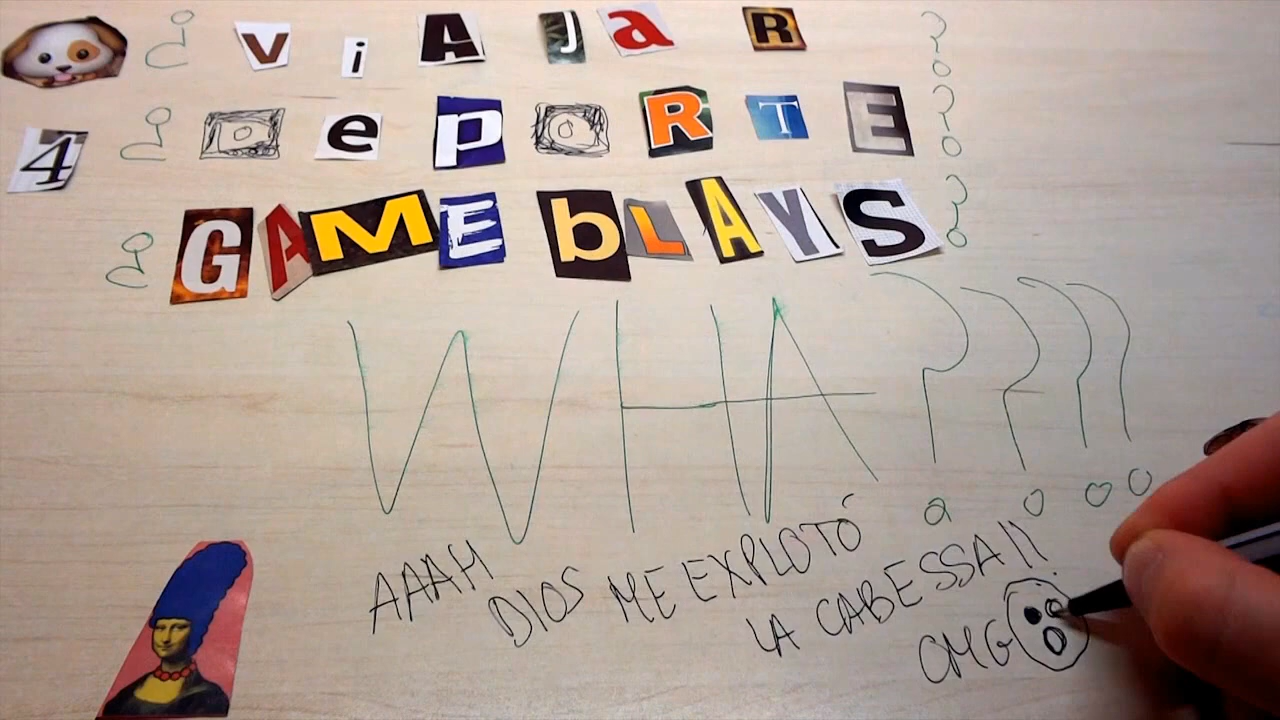 ¿ViAJaR?
4 ¿DepORTE?
¿GAMEbLAYS?
WHA????
AAAH
DIOS ME EXPLOTÓ
LA CABESSA!!
OMG